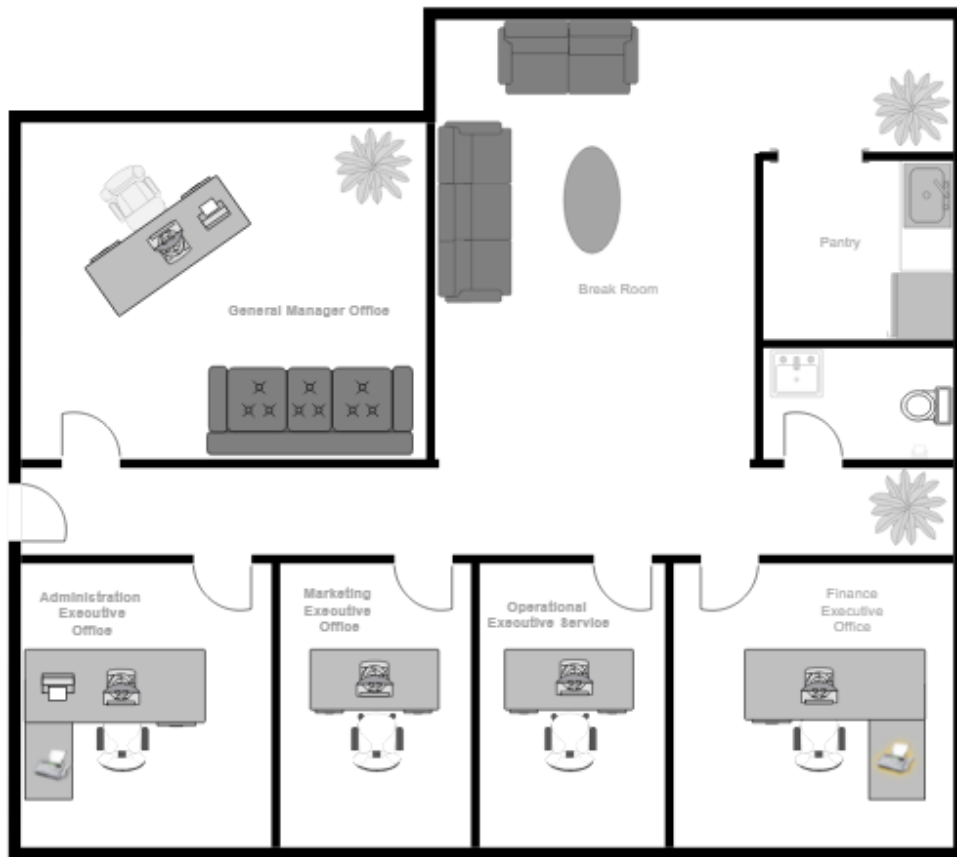 Pantry
Break Room
General Manager Office
Administration
Executive
Office
Marketing
Executive
Office
Operational
Executive Service
Finance
Executive
Office